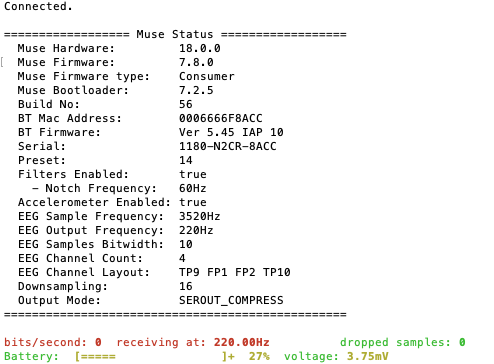 Connected.
================== Muse Status ==================
Muse Hardware: 18.0.0
Muse Firmware: 7.8.0
Muse Firmware type: Consumer
Muse Bootloader: 7.2.5
Build No: 56
BT Mac Address: 0006666F8ACC
BT Firmware: Ver 5.45 IAP 10
Serial: 1180-N2CR-8ACC
Preset: 14
Filters Enabled: true
- Notch Frequency: 60Hz
Accelerometer Enabled: true
EEG Sample Frequency: 3520Hz
EEG Output Frequency: 220Hz
EEG Samples Bitwidth: 10
EEG Channel Count: 4
EEG Channel Layout: TP9 FP1 FP2 TP10
Downsampling: 16
Output Mode: SEROUT_COMPRESS
=================================================
bits/second: 0 receiving at: 220.00Hz dropped samples: 0
Battery: [===== ]+ 27% voltage: 3.75mV